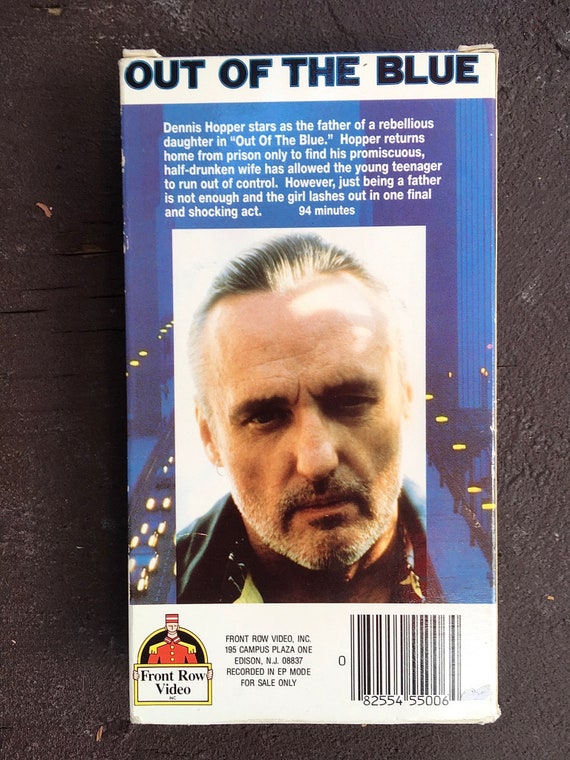 OUT OF THE BLUE
Dennis Hopper stars as the father of a rebellious
daughter in "Out Of The Blue." Hopper returns
home from prison only to find his promiscuous,
half-drunken wife has allowed the young teenager
to run out of control. However, just being a father
is not enough and the girl lashes out in one final
and shocking act. 94 minutes
Front Row
Video
INC
FRONT ROW VIDEO, INC.
195 CAMPUS PLAZA ONE
EDISON, N.J. 08837
RECORDED IN EP MODE
FOR SALE ONLY
0 82554 55006